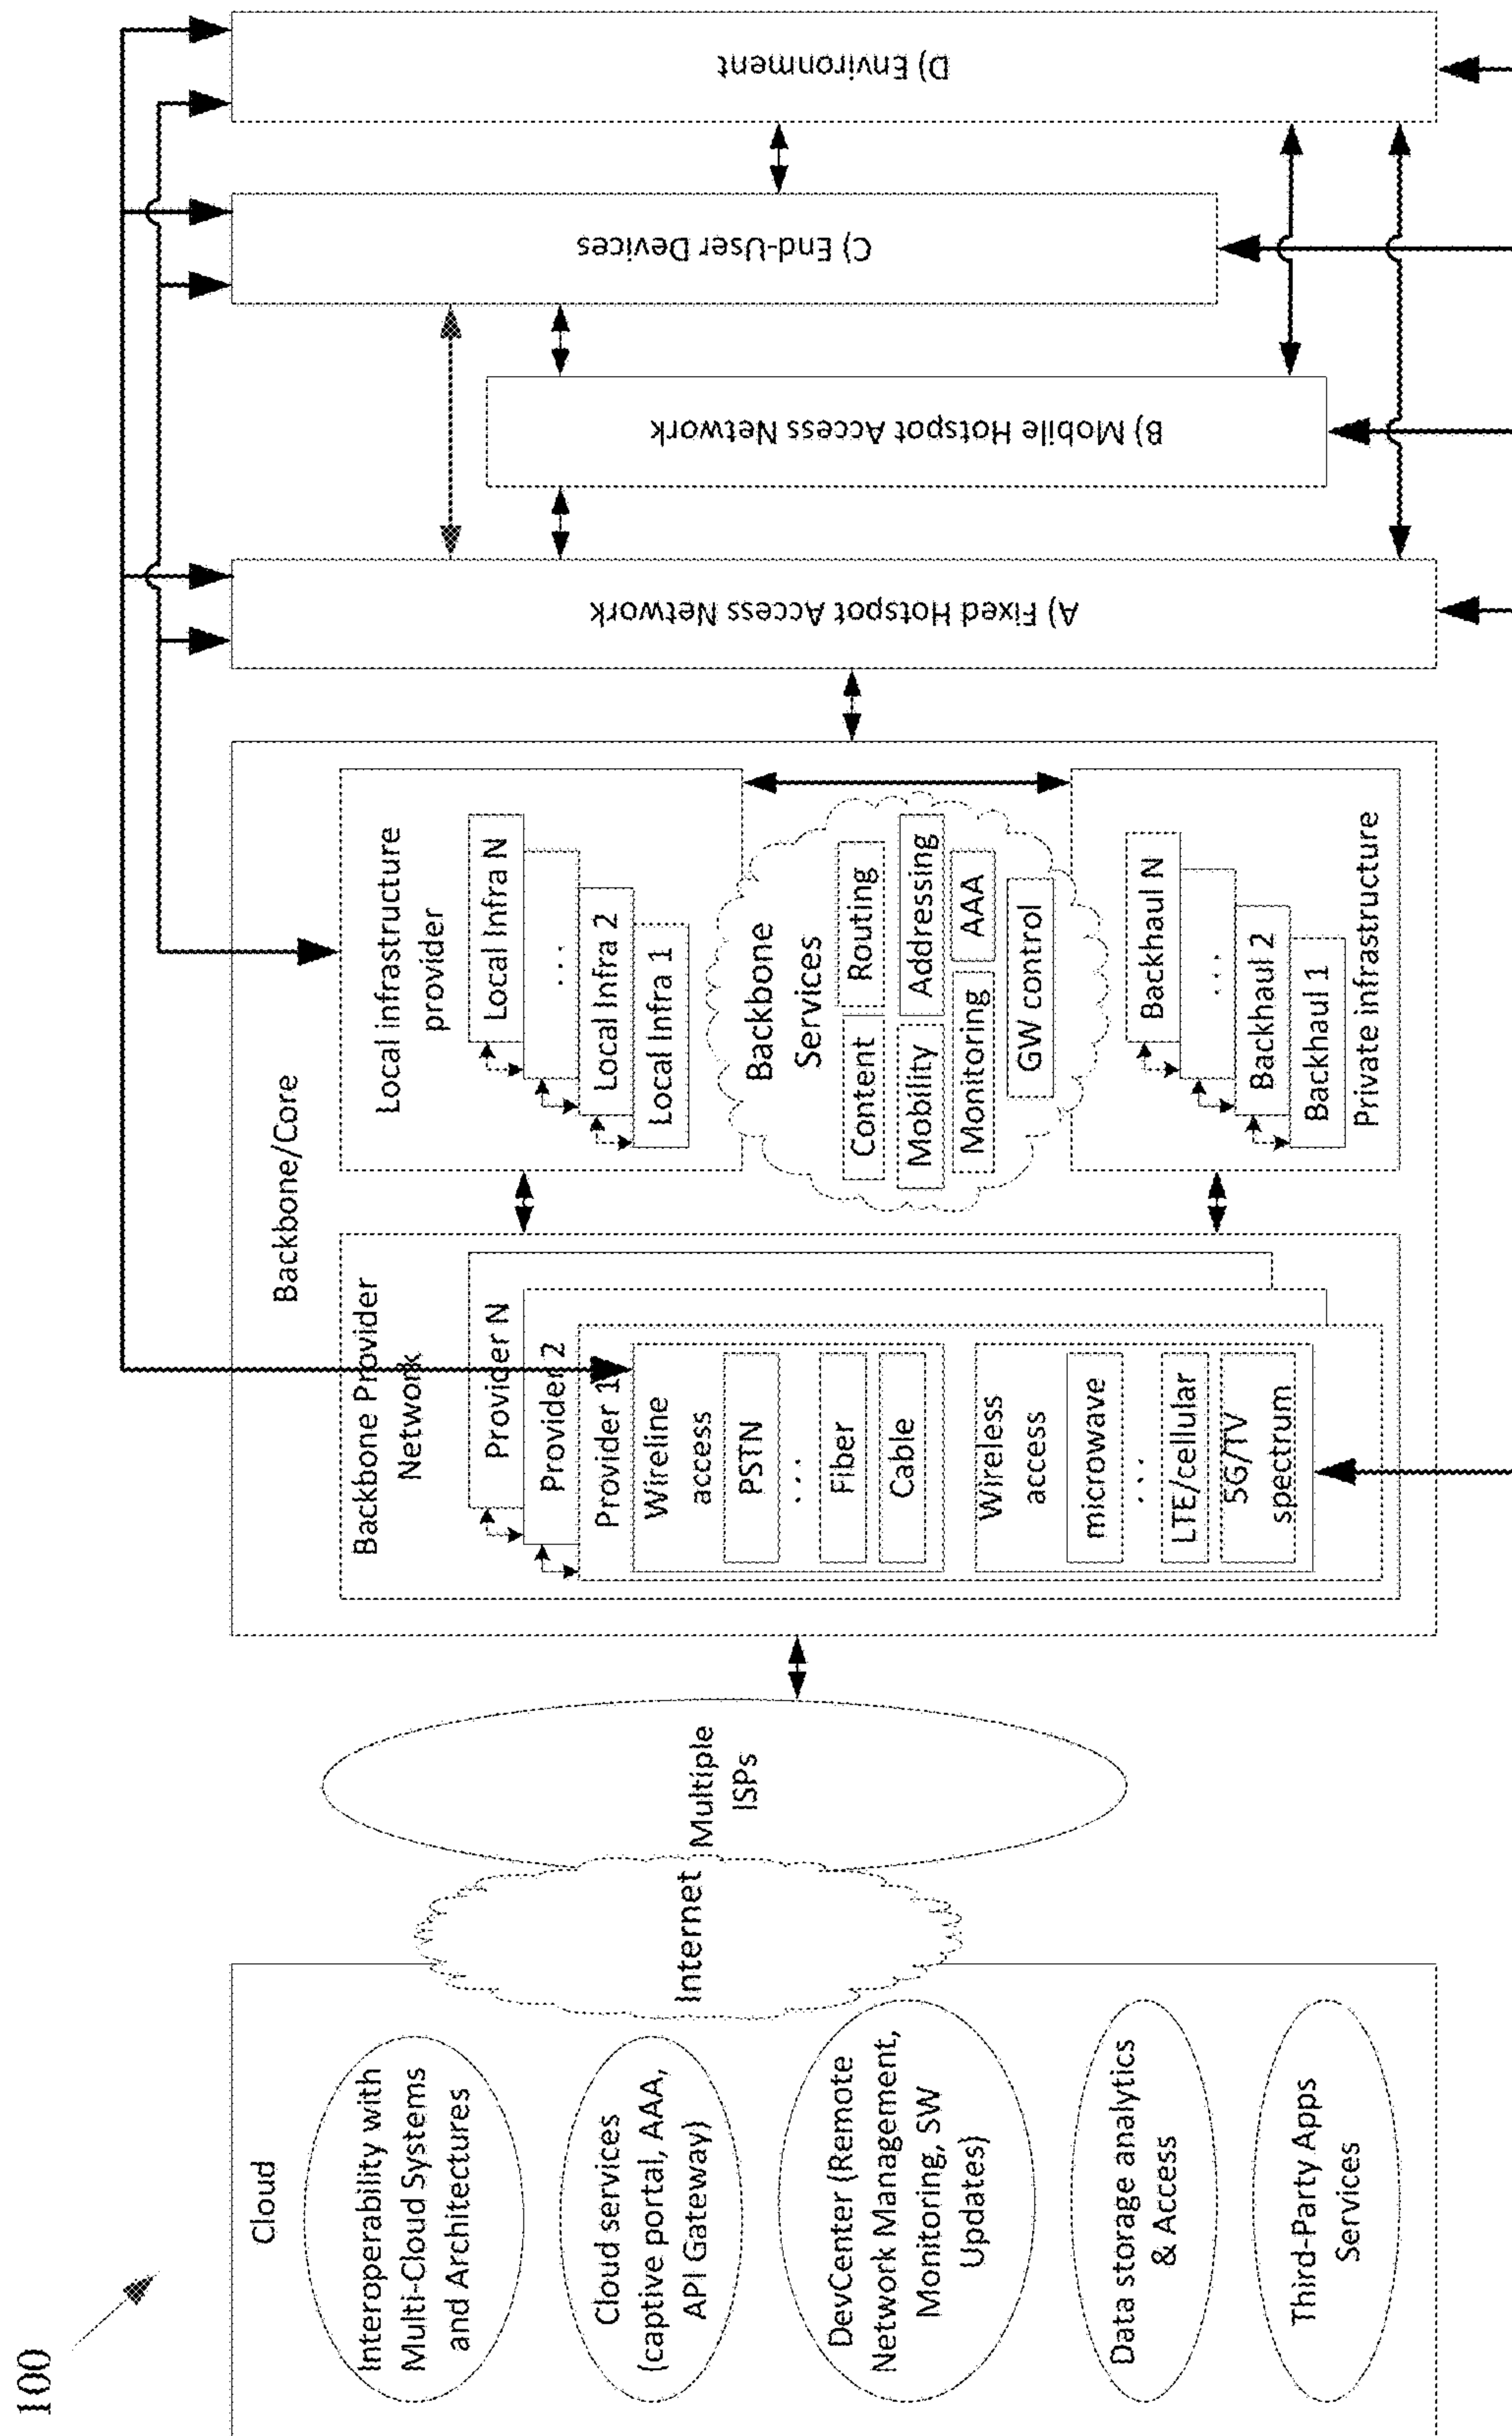 100
Cloud
Interoperability with
Multi-Cloud Systems
and Architectures
Cloud services
(captive portal, AAA,
API Gateway)
DevCenter (Remote
Network Management,
Monitoring, SW
Updates)
Data storage analytics
& Access
Third-Party Apps
Services
Internet
Multiple
ISPs
Backbone/Core
Backbone Provider
Network
Provider N
Provider 2
Provider 1
Wireline
access
PSTN
...
Fiber
Cable
Wireless
access
microwave
...
LTE/cellular
5G/TV
spectrum
Local infrastructure
provider
Local Infra N
...
Local Infra 2
Local Infra 1
Backbone
Services
Content
Routing
Mobility
Addressing
Monitoring
AAA
GW control
Backhaul N
...
Backhaul 2
Backhaul 1
Private infrastructure
A) Fixed Hotspot Access Network
B) Mobile Hotspot Access Network
C) End-User Devices
D) Environment